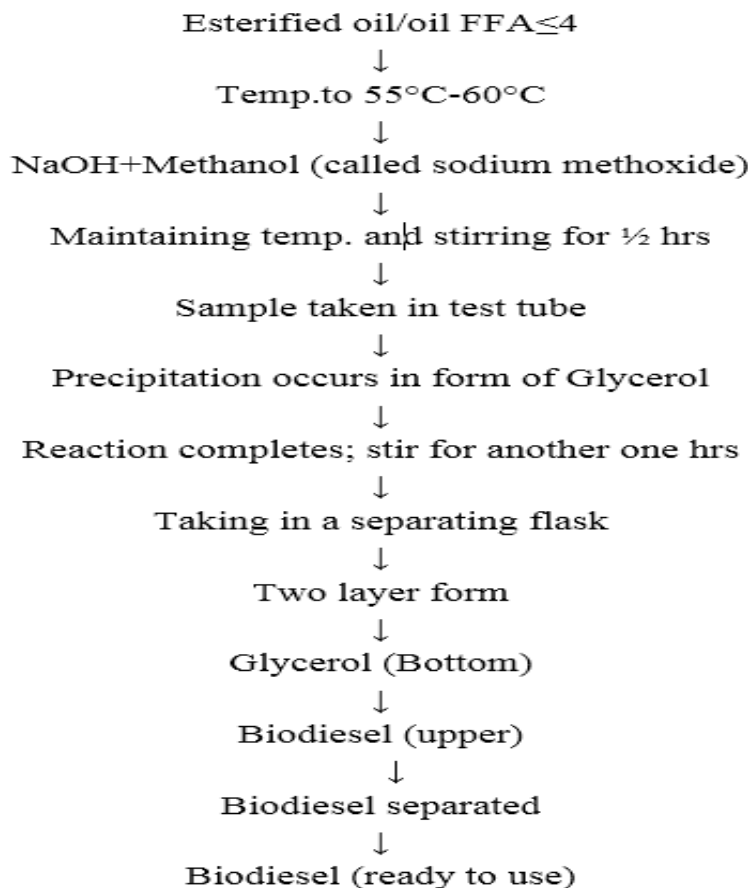 Esterified oil/oil FFA≤4
↓
Temp.to 55°C-60°C
↓
NaOH+Methanol (called sodium methoxide)
↓
Maintaining temp. and stirring for ½ hrs
↓
Sample taken in test tube
↓
Precipitation occurs in form of Glycerol
↓
Reaction completes; stir for another one hrs
↓
Taking in a separating flask
↓
Two layer form
↓
Glycerol (Bottom)
↓
Biodiesel (upper)
↓
Biodiesel separated
↓
Biodiesel (ready to use)